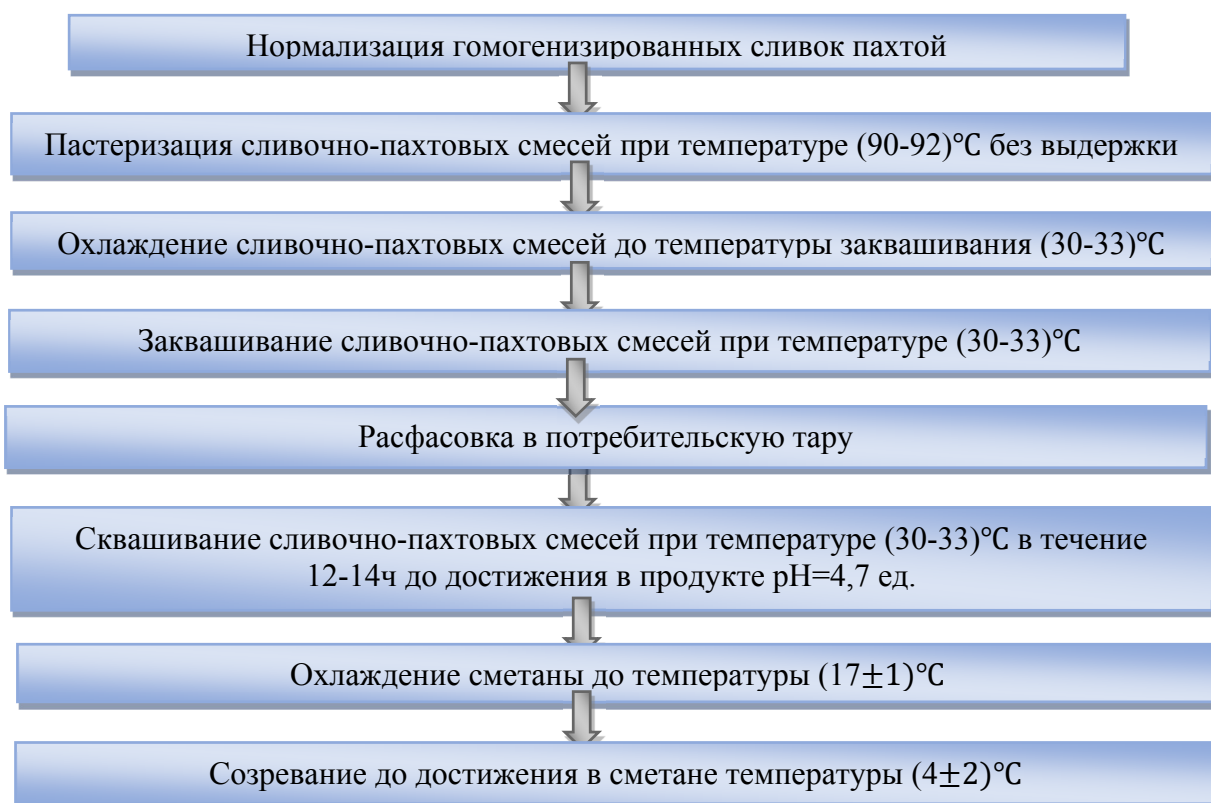 Нормализация гомогенизированных сливок пахтой
Пастеризация сливочно-пахтовых смесей при температуре (90-92)℃ без выдержки
Охлаждение сливочно-пахтовых смесей до температуры заквашивания (30-33)℃
Заквашивание сливочно-пахтовых смесей при температуре (30-33)℃
Расфасовка в потребительскую тару
Сквашивание сливочно-пахтовых смесей при температуре (30-33)℃ в течение
12-14ч до достижения в продукте pH=4,7 ед.
Охлаждение сметаны до температуры (17±1)℃
Созревание до достижения в сметане температуры (4±2)℃